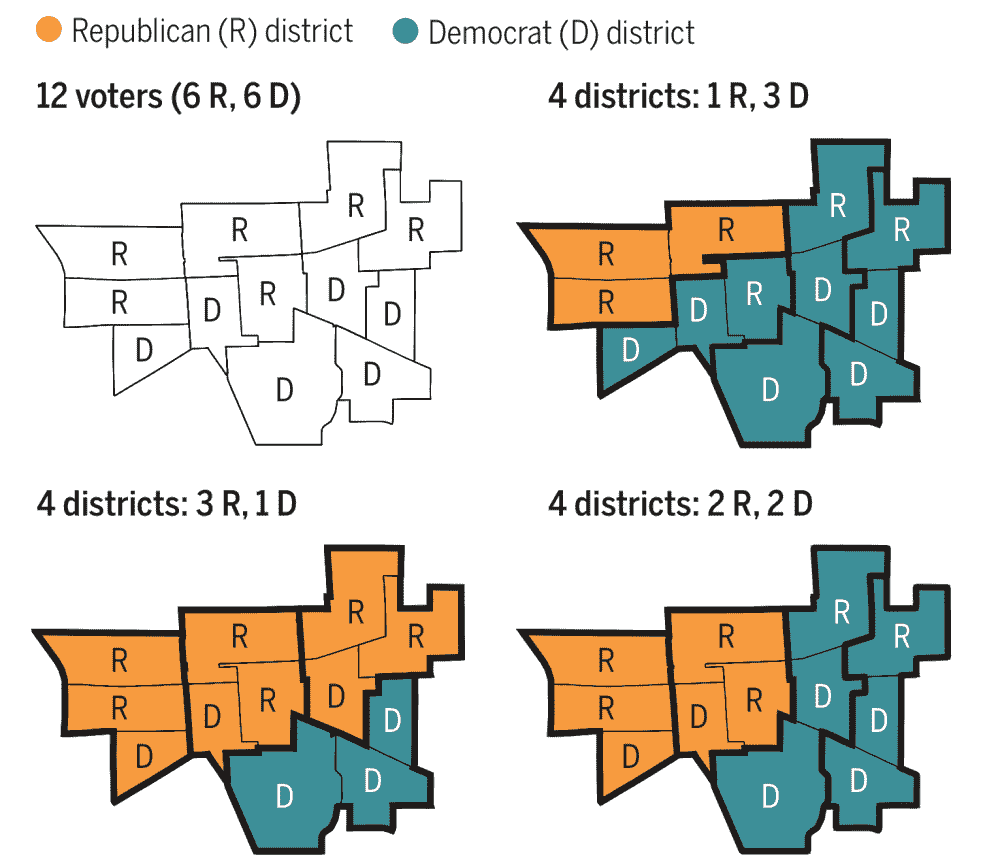 Republican (R) district
Democrat (D) district
12 voters (6 R, 6 D)
4 districts: 1 R, 3 D
R
R
R
R
R
D
R
D
D
D
D
D
R
R
R
R
R
D
R
D
D
D
D
D
4 districts: 3 R, 1 D
4 districts: 2 R, 2 D
R
R
R
R
R
D
R
D
D
D
D
D
R
R
R
R
R
D
R
D
D
D
D
D